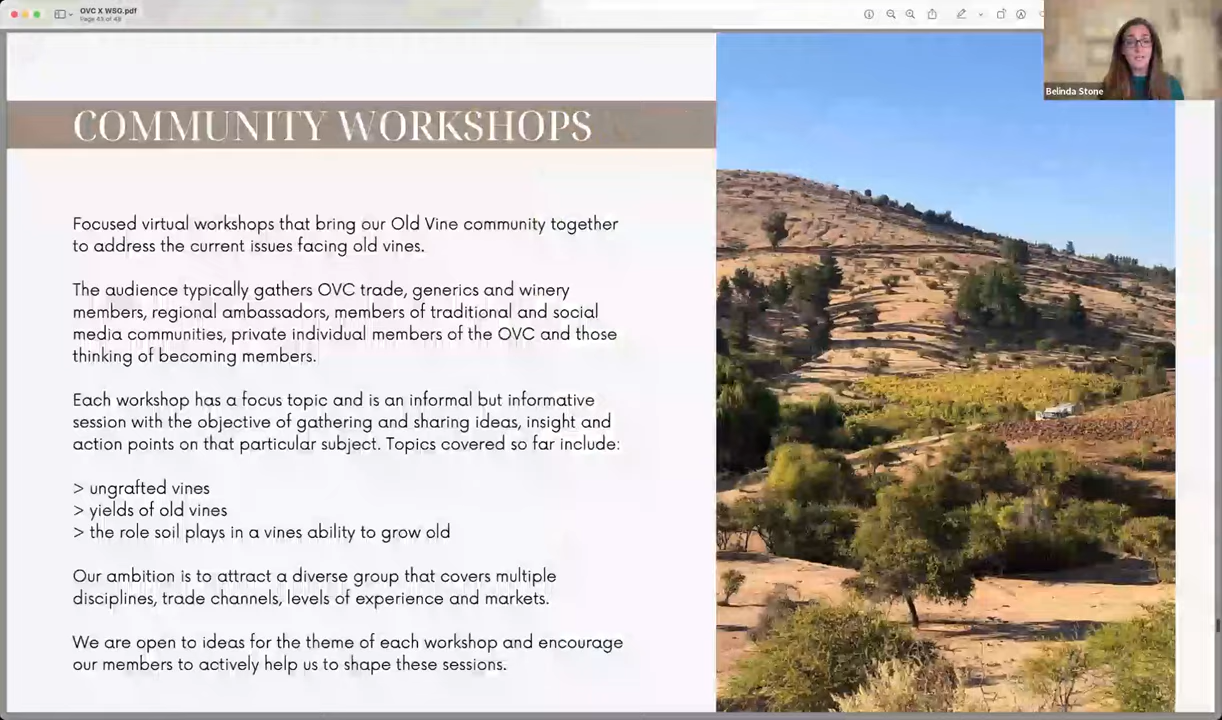 OVC X WSG.pdf
Page 45 of 48
Belinda Stone
COMMUNITY WORKSHOPS
Focused virtual workshops that bring our Old Vine community together
to address the current issues facing old vines.
The audience typically gathers OVC trade, generics and winery
members, regional ambassadors, members of traditional and social
media communities, private individual members of the OVC and those
thinking of becoming members.
Each workshop has a focus topic and is an informal but informative
session with the objective of gathering and sharing ideas, insight and
action points on that particular subject. Topics covered so far include:
> ungrafted vines
> yields of old vines
> the role soil plays in a vines ability to grow old
Our ambition is to attract a diverse group that covers multiple
disciplines, trade channels, levels of experience and markets.
We are open to ideas for the theme of each workshop and encourage
our members to actively help us to shape these sessions.